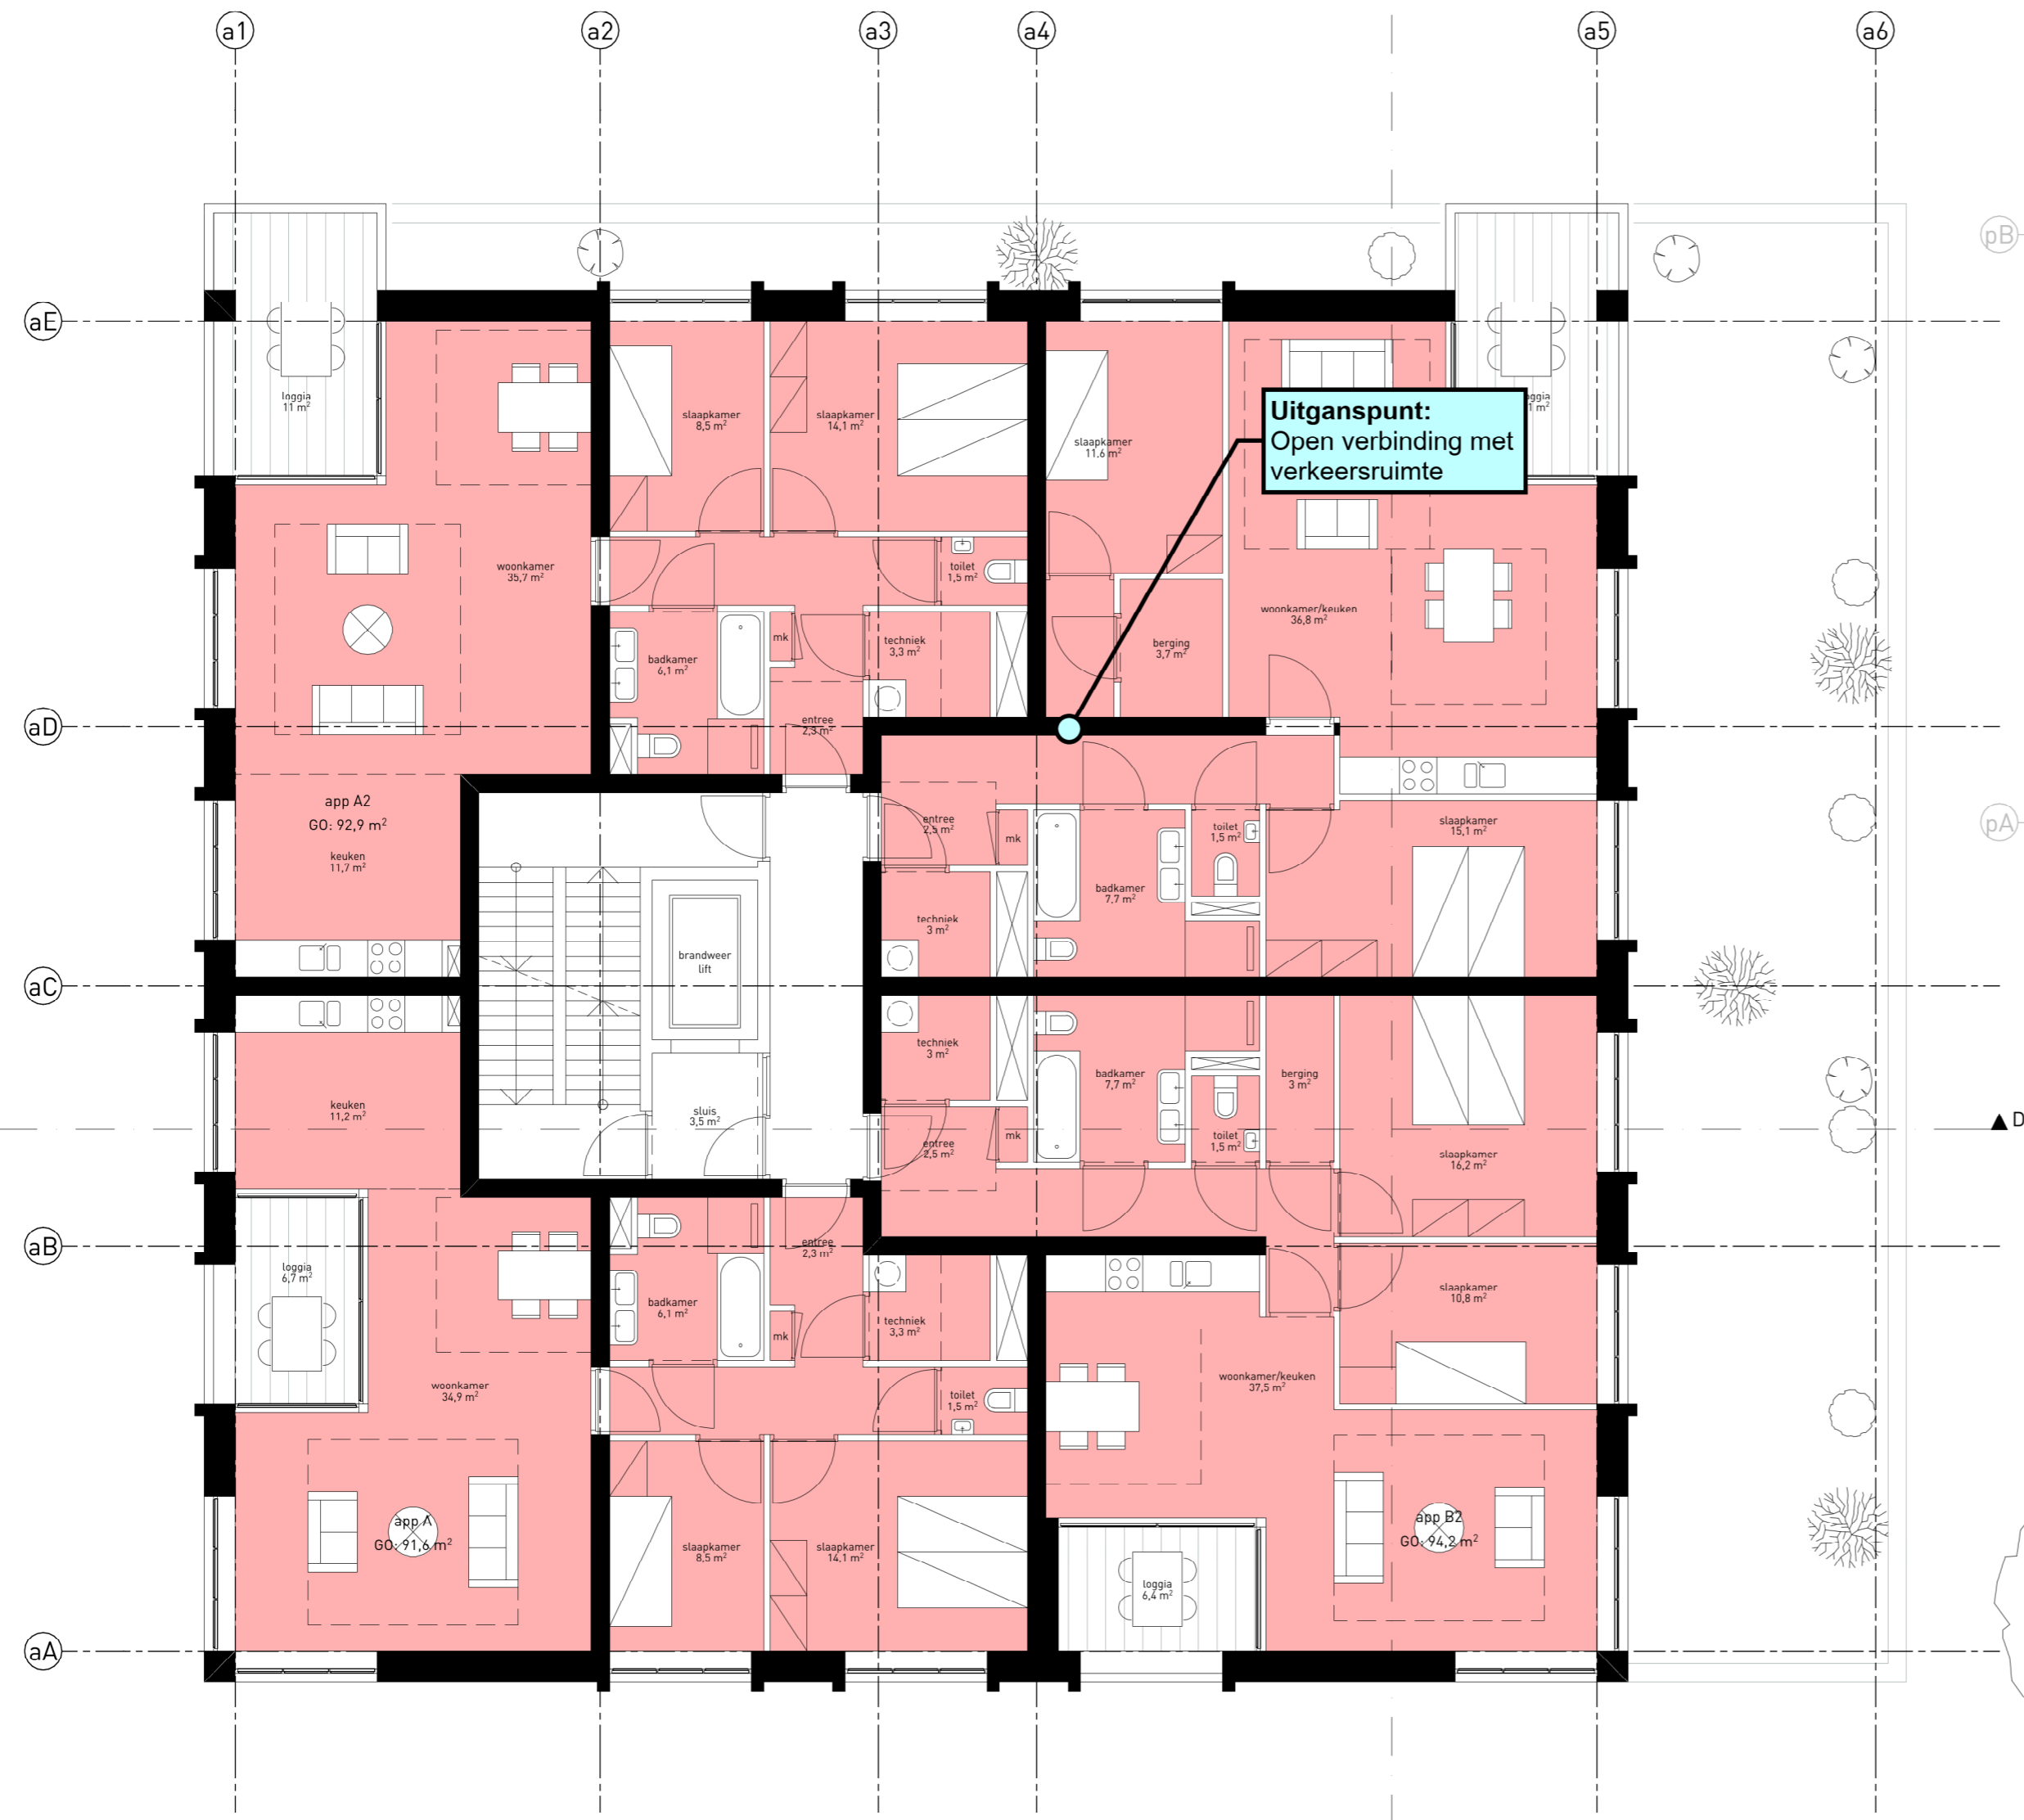 a1
a2
a3
a4
a5
a6
pB
aE
loggia
11 m²
slaapkamer
8,5 m²
slaapkamer
14,1 m²
slaapkamer
11,6 m²
Uitganspunt:
Open verbinding met
verkeersruimte
woonkamer
35,7 m²
toilet
1,5 m²
woonkamer/keuken
36,8 m²
mk
techniek
3,3 m²
berging
3,7 m²
badkamer
6,1 m²
aD
entree
2,3 m²
app A2
GO: 92,9 m²
keuken
11,7 m²
entree
2,5 m²
mk
toilet
1,5 m²
slaapkamer
15,1 m²
pA
badkamer
7,7 m²
techniek
3 m²
brandweer
lift
aC
techniek
3 m²
badkamer
7,7 m²
berging
3 m²
keuken
11,2 m²
sluis
3,5 m²
entree
2,5 m²
mk
toilet
1,5 m²
slaapkamer
16,2 m²
D
aB
entree
2,3 m²
loggia
6,7 m²
badkamer
6,1 m²
mk
techniek
3,3 m²
slaapkamer
10,8 m²
woonkamer
34,9 m²
toilet
1,5 m²
woonkamer/keuken
37,5 m²
app A
GO: 91,6 m²
slaapkamer
8,5 m²
slaapkamer
14,1 m²
app B2
GO: 94,2 m²
loggia
6,4 m²
aA